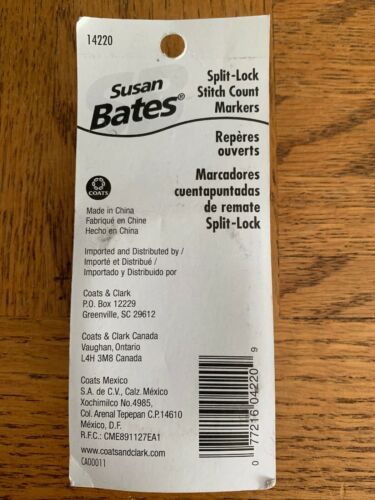 14220
Susan
Bates®
Split-Lock
Stitch Count
Markers
Repères
ouverts
Marcadores
cuentapuntadas
de remate
Split-Lock
COATS
Made in China
Fabriqué en Chine
Hecho en China
Imported and Distributed by /
Importé et Distribué /
Importado y Distribuido por
Coats & Clark
P.O. Box 12229
Greenville, SC 29612
Coats & Clark Canada
Vaughan, Ontario
L4H 3M8 Canada
Coats Mexico
S.A. de C.V., Calz. México
Xochimilco No.4985,
Col. Arenal Tepepan C.P.14610
México, D.F.
R.F.C.: CME891127EA1
www.coatsandclark.com
CA00011
0 77216 04220 9